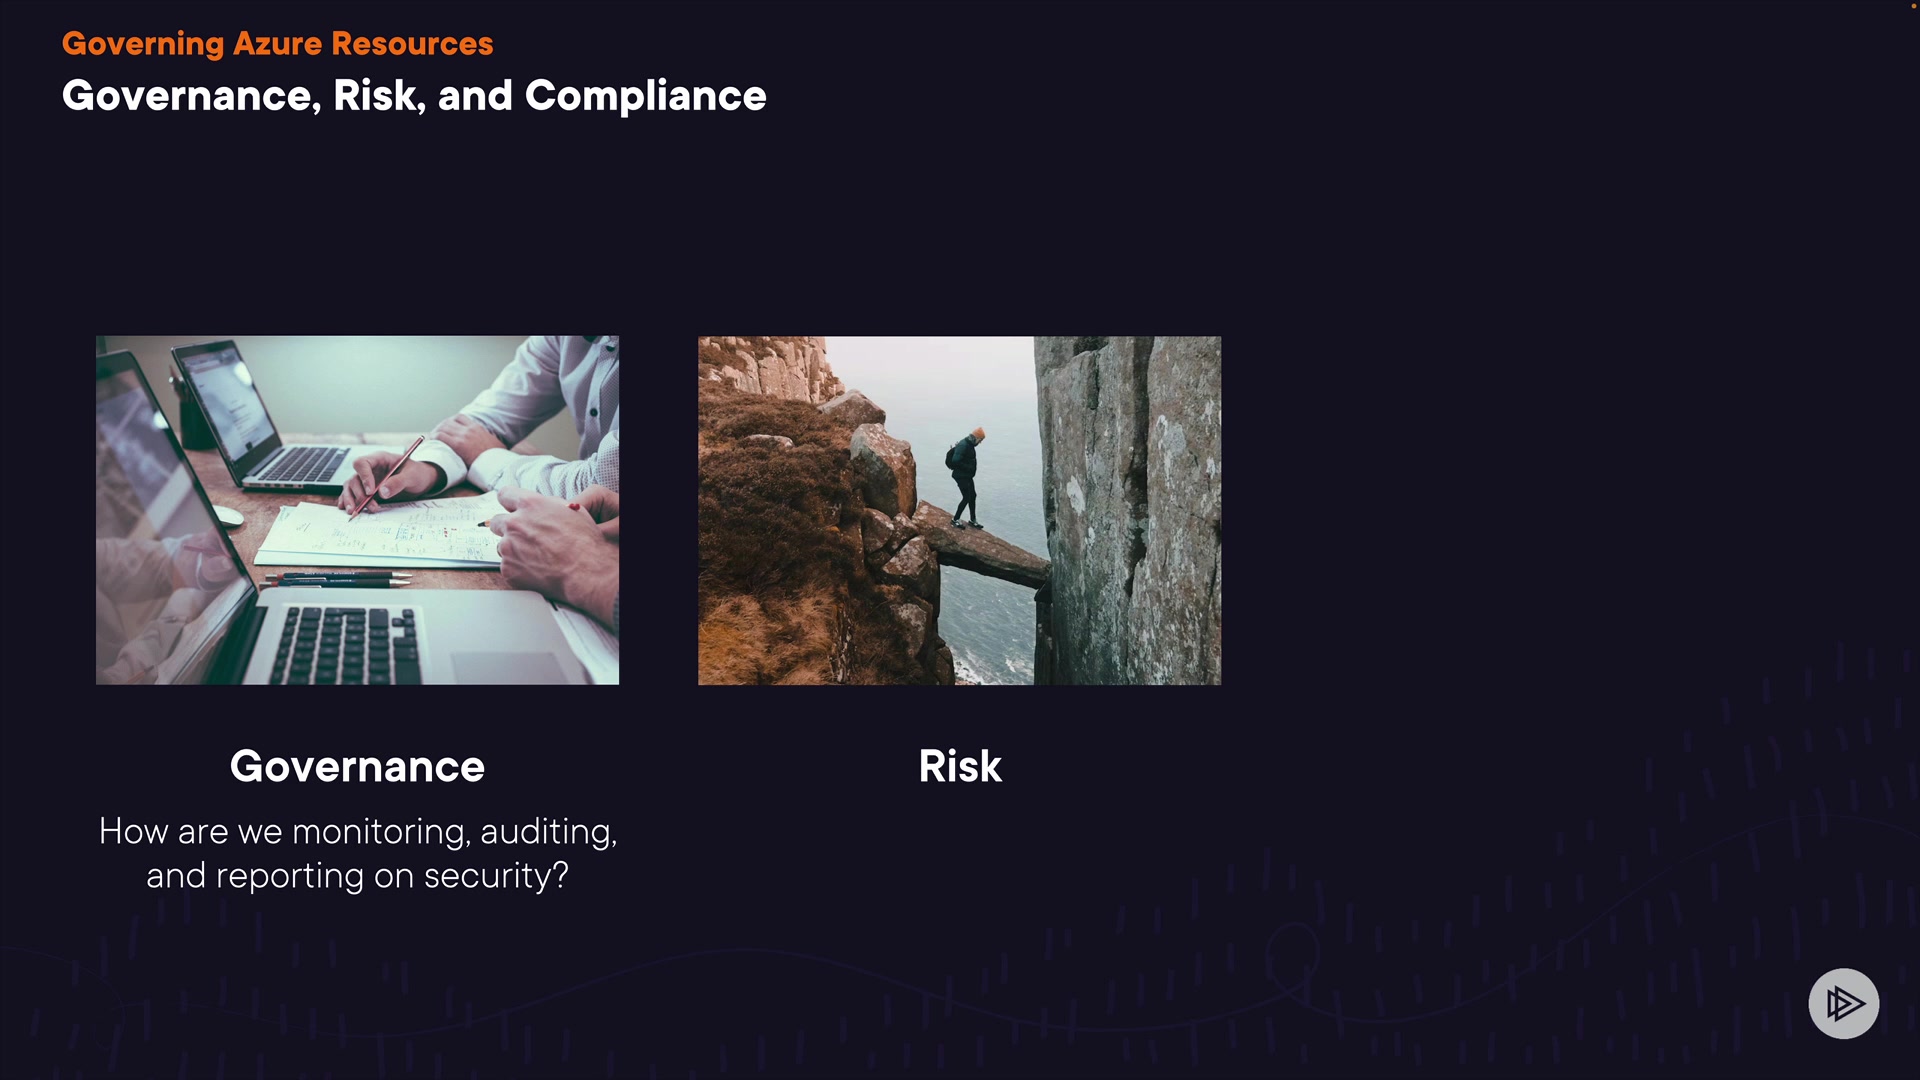 Governing Azure Resources
Governance, Risk, and Compliance
Governance
How are we monitoring, auditing,
and reporting on security?
Risk